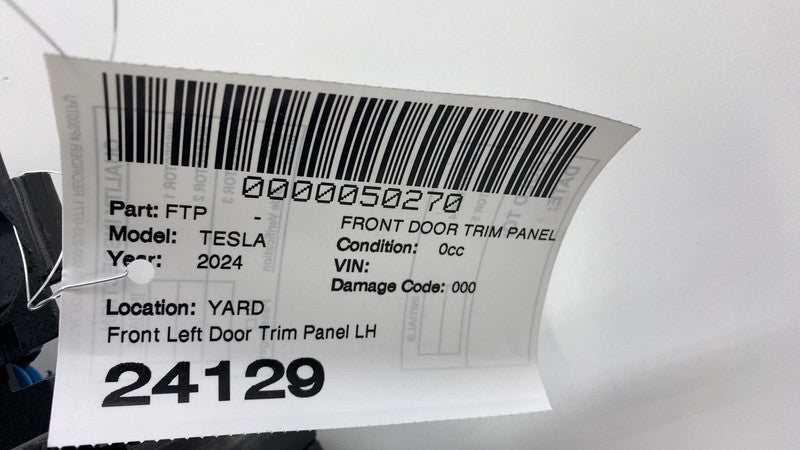 0000050270
Part: FTP - FRONT DOOR TRIM PANEL
Model: TESLA Condition: 0cc
Year: 2024 VIN:
Damage Code: 000
Location: YARD
Front Left Door Trim Panel LH
24129